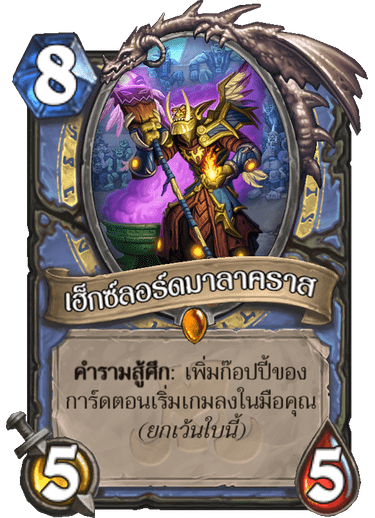 8
เฮ็กซ์ลอร์ดมาลาคราส
คำรามสู้ศึก: เพิ่มก๊อปปี้ของ
การ์ดตอนเริ่มเกมลงในมือคุณ
(ยกเว้นใบนี้)
5
5